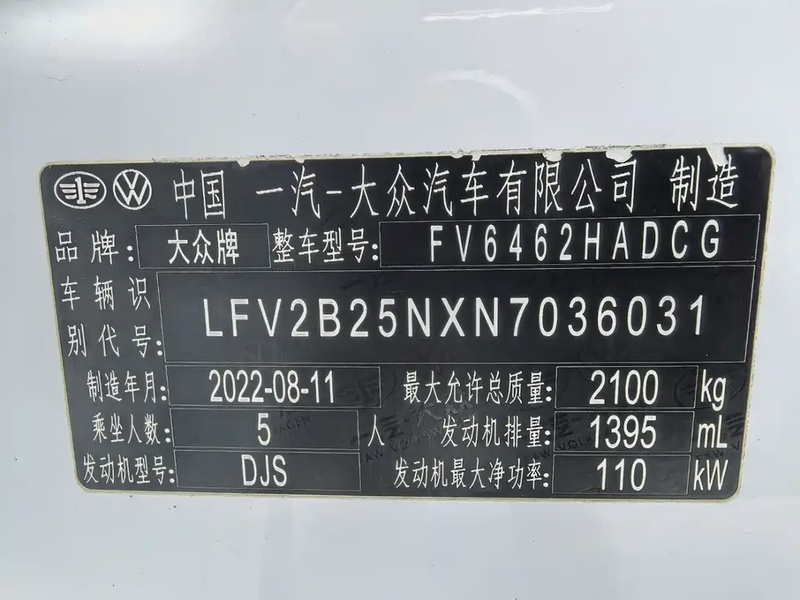 中国 一汽-大众汽车有限公司 制造
品牌: 大众牌 整车型号: FV6462HADCG
车辆识别代号: LFV2B25NXN7036031
制造年月: 2022-08-11 最大允许总质量: 2100 kg
乘坐人数: 5 人 发动机排量: 1395 mL
发动机型号: DJS 发动机最大净功率: 110 kW